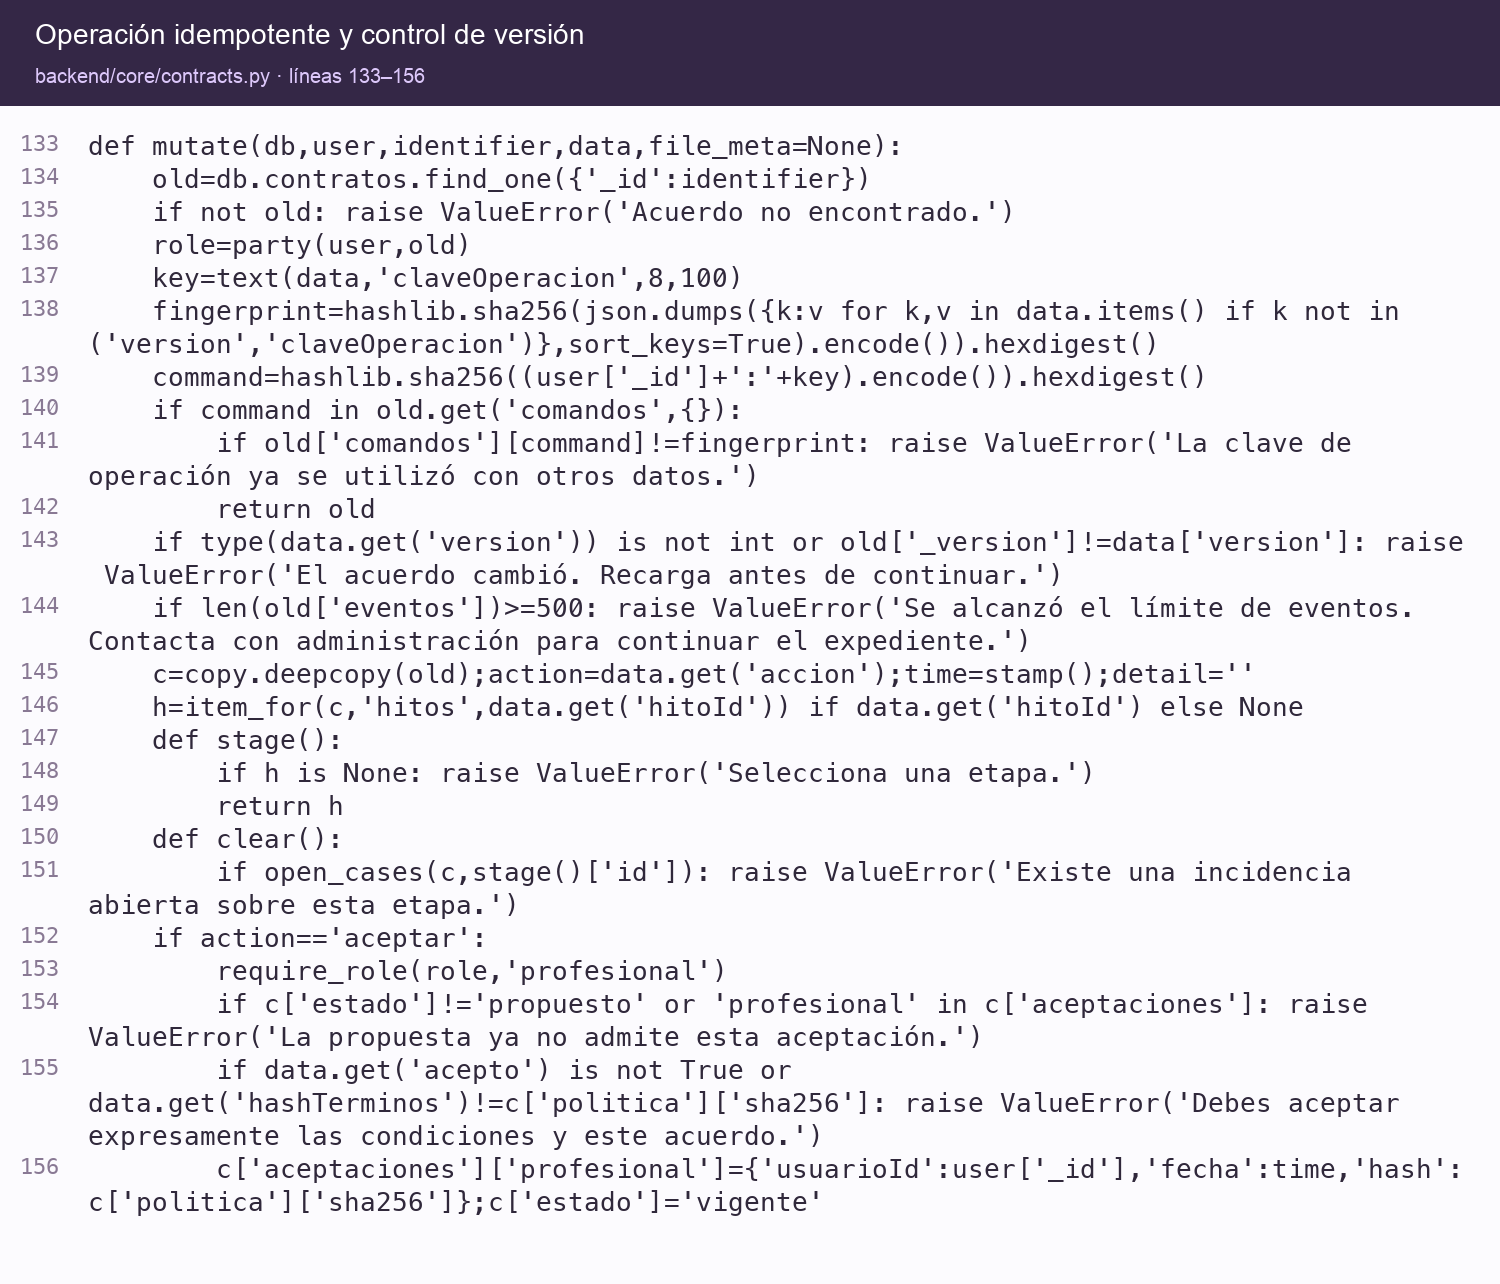 Operación idempotente y control de versión
backend/core/contracts.py · líneas 133–156
133 def mutate(db,user,identifier,data,file_meta=None):
134     old=db.contratos.find_one({'_id':identifier})
135     if not old: raise ValueError('Acuerdo no encontrado.')
136     role=party(user,old)
137     key=text(data,'claveOperacion',8,100)
138     fingerprint=hashlib.sha256(json.dumps({k:v for k,v in data.items() if k not in
('version','claveOperacion')},sort_keys=True).encode()).hexdigest()
139     command=hashlib.sha256((user['_id']+':'+key).encode()).hexdigest()
140     if command in old.get('comandos',{}):
141         if old['comandos'][command]!=fingerprint: raise ValueError('La clave de
operación ya se utilizó con otros datos.')
142         return old
143     if type(data.get('version')) is not int or old['_version']!=data['version']: raise
 ValueError('El acuerdo cambió. Recarga antes de continuar.')
144     if len(old['eventos'])>=500: raise ValueError('Se alcanzó el límite de eventos.
Contacta con administración para continuar el expediente.')
145     c=copy.deepcopy(old);action=data.get('accion');time=stamp();detail=''
146     h=item_for(c,'hitos',data.get('hitoId')) if data.get('hitoId') else None
147     def stage():
148         if h is None: raise ValueError('Selecciona una etapa.')
149         return h
150     def clear():
151         if open_cases(c,stage()['id']): raise ValueError('Existe una incidencia
abierta sobre esta etapa.')
152     if action=='aceptar':
153         require_role(role,'profesional')
154         if c['estado']!='propuesto' or 'profesional' in c['aceptaciones']: raise
ValueError('La propuesta ya no admite esta aceptación.')
155         if data.get('acepto') is not True or
data.get('hashTerminos')!=c['politica']['sha256']: raise ValueError('Debes aceptar
expresamente las condiciones y este acuerdo.')
156         c['aceptaciones']['profesional']={'usuarioId':user['_id'],'fecha':time,'hash':
c['politica']['sha256']};c['estado']='vigente'